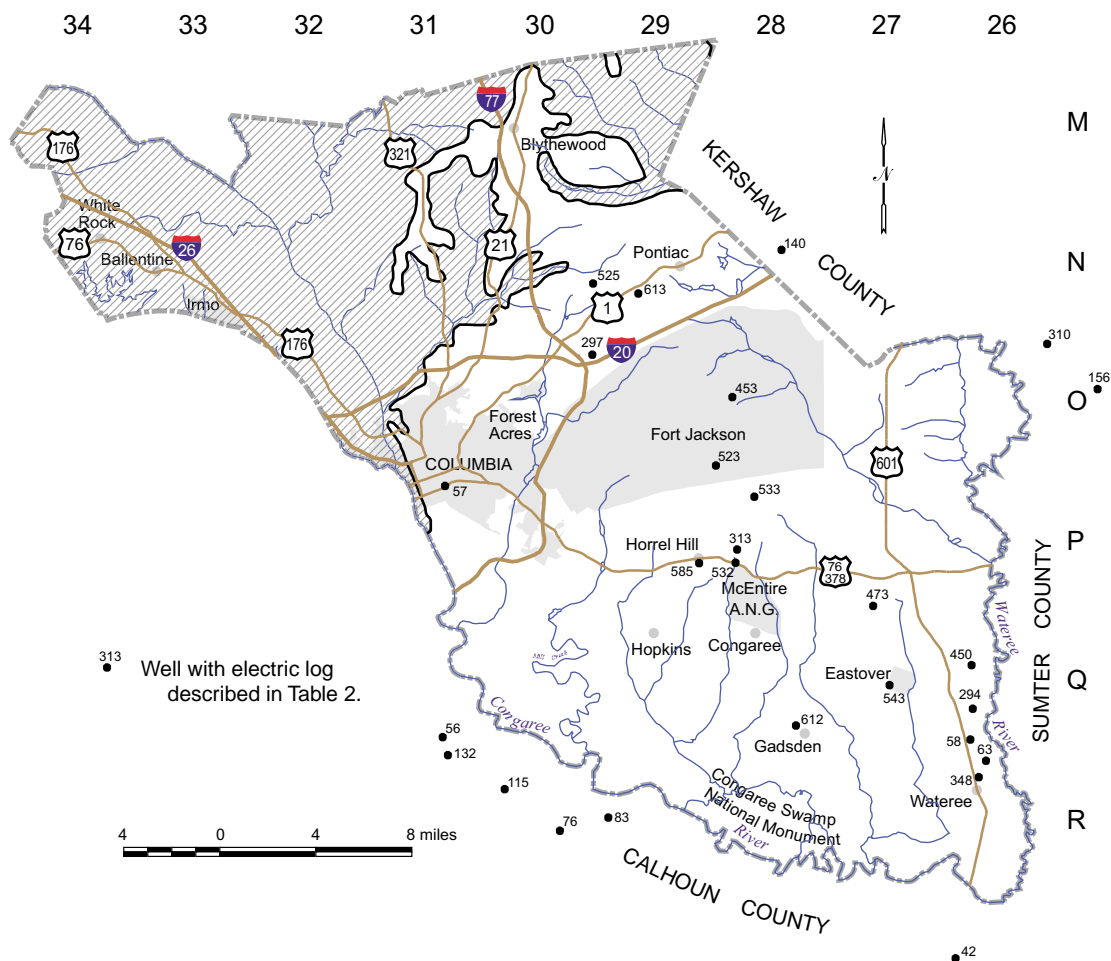 34 33 32 31 30 29 28 27 26
77
M
176
321
Blythewood
KERSHAW
N
White
Rock
76
26
21
Ballentine
Pontiac
140
COUNTY
N
525
613
Irmo
1
176
310
297
20
156
O
453
Forest
Acres
Fort Jackson
COLUMBIA
523
601
57
533
P
313
Horrel Hill
585
532
76
378
McEntire
A.N.G.
473
COUNTY
Wateree
Hopkins
Congaree
313
Well with electric log
described in Table 2.
Mill Creek
450
Q
Eastover
543
SUMTER
294
Congaree
56
612
58
River
132
Gadsden
63
115
348
Congaree Swamp
National Monument
Wateree
R
76
83
River
4 0 4 8 miles
CALHOUN COUNTY
42